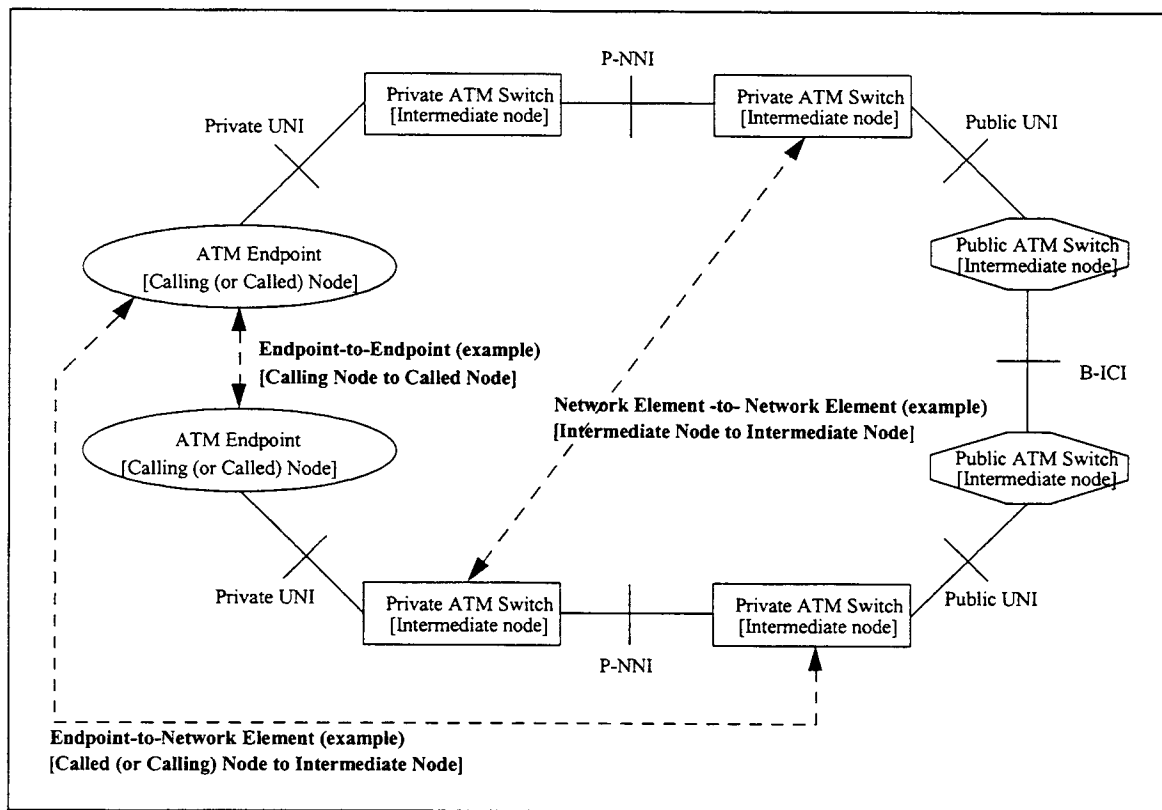 P-NNI
Private ATM Switch
[Intermediate node]
Private ATM Switch
[Intermediate node]
Private UNI
Public UNI
ATM Endpoint
[Calling (or Called) Node]
Public ATM Switch
[Intermediate node]
Endpoint-to-Endpoint (example)
[Calling Node to Called Node]
B-ICI
Network Element -to- Network Element (example)
[Intermediate Node to Intermediate Node]
ATM Endpoint
[Calling (or Called) Node]
Public ATM Switch
[Intermediate node]
Private UNI
Public UNI
Private ATM Switch
[Intermediate node]
Private ATM Switch
[Intermediate node]
P-NNI
Endpoint-to-Network Element (example)
[Called (or Calling) Node to Intermediate Node]